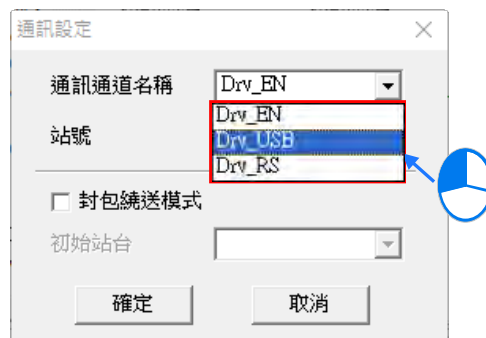 通訊設定
通訊通道名稱 Drv_EN
Drv_EN
站號
Drv_USB
Drv_RS
封包繞送模式
初始站台
確定 取消